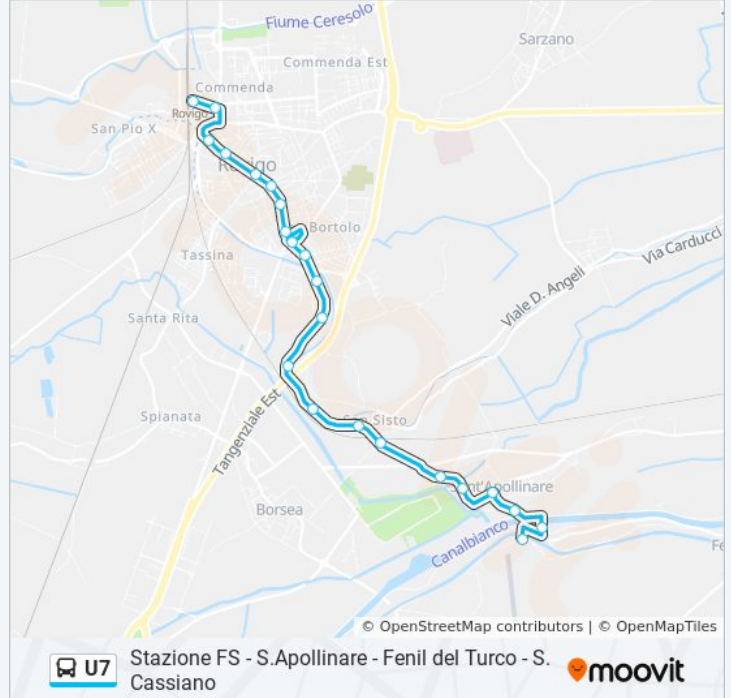 Fiume Ceresolo
Sarzano
Commenda Est
Commenda
Rovigo
San Pio X
Rovigo
Bortolo
Tassina
Via Carducci
Viale D. Angeli
Santa Rita
Spianata
San Sisto
Tangenziale Est
Sant'Apollinare
Borsea
Canalbianco
Fe
© OpenStreetMap contributors | © OpenMapTiles
U7
Stazione FS - S.Apollinare - Fenil del Turco - S.
Cassiano
moovit